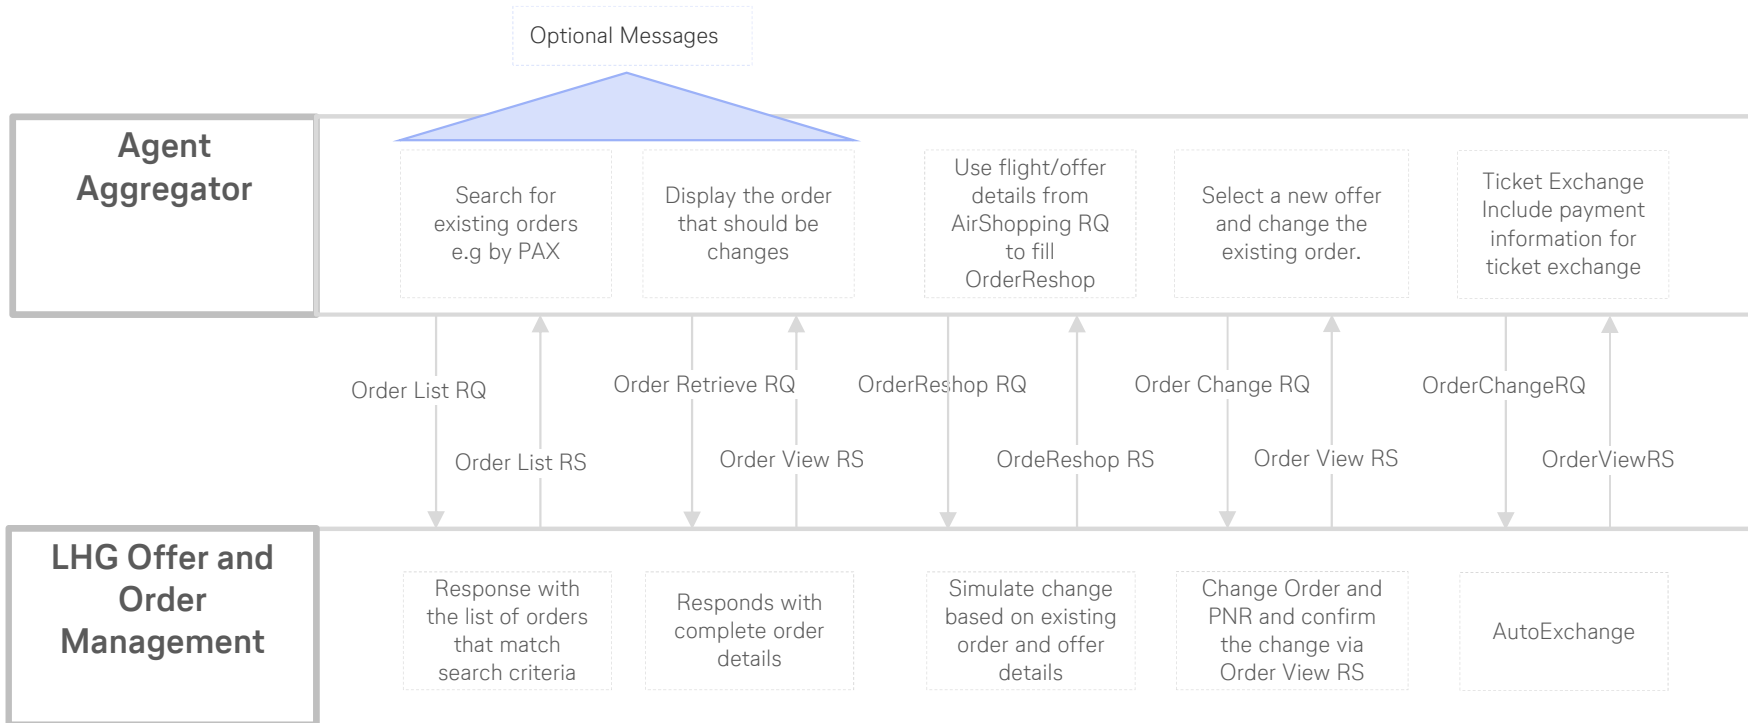 Optional Messages
Agent
Aggregator
Search for
existing orders
e.g by PAX
Display the order
that should be
changes
Use flight/offer
details from
AirShopping RQ
to fill
OrderReshop
Select a new offer
and change the
existing order.
Ticket Exchange
Include payment
information for
ticket exchange
Order List RQ
Order List RS
Order Retrieve RQ
Order View RS
OrderReshop RQ
OrdeReshop RS
Order Change RQ
Order View RS
OrderChangeRQ
OrderViewRS
LHG Offer and
Order
Management
Response with
the list of orders
that match
search criteria
Responds with
complete order
details
Simulate change
based on existing
order and offer
details
Change Order and
PNR and confirm
the change via
Order View RS
AutoExchange